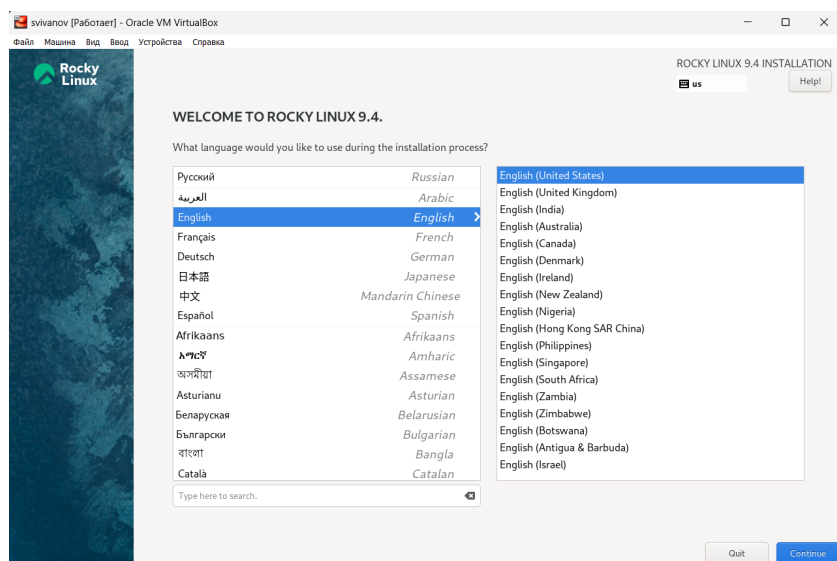 svivanov [Работает] - Oracle VM VirtualBox
Файл Машина Вид Ввод Устройства Справка
Rocky
Linux
ROCKY LINUX 9.4 INSTALLATION
us
Help!
WELCOME TO ROCKY LINUX 9.4.
What language would you like to use during the installation process?
Русский Russian
العربية Arabic
English English
Français French
Deutsch German
日本語 Japanese
中文 Mandarin Chinese
Español Spanish
Afrikaans Afrikaans
አማርኛ Amharic
অসমীয়া Assamese
Asturianu Asturian
Беларуская Belarusian
Български Bulgarian
বাংলা Bangla
Català Catalan
Type here to search.
English (United States)
English (United Kingdom)
English (India)
English (Australia)
English (Canada)
English (Denmark)
English (Ireland)
English (New Zealand)
English (Nigeria)
English (Hong Kong SAR China)
English (Philippines)
English (Singapore)
English (South Africa)
English (Zambia)
English (Zimbabwe)
English (Botswana)
English (Antigua & Barbuda)
English (Israel)
Quit
Continue